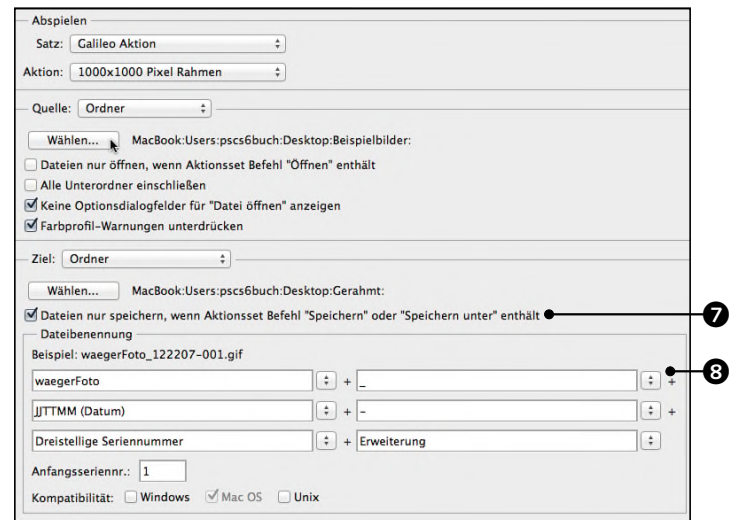 Abspielen
Satz: Galileo Aktion
Aktion: 1000x1000 Pixel Rahmen
Quelle: Ordner
Wählen... MacBook:Users:pscs6buch:Desktop:Beispielbilder:
Dateien nur öffnen, wenn Aktionsset Befehl "Öffnen" enthält
Alle Unterordner einschließen
Keine Optionsdialogfelder für "Datei öffnen" anzeigen
Farbprofil-Warnungen unterdrücken
Ziel: Ordner
Wählen... MacBook:Users:pscs6buch:Desktop:Gerahmt:
Dateien nur speichern, wenn Aktionsset Befehl "Speichern" oder "Speichern unter" enthält 7
Dateibenennung
Beispiel: waegerFoto_122207-001.gif
waegerFoto + _ + 8
JJTTMM (Datum) + - +
Dreistellige Seriennummer + Erweiterung
Anfangsseriennr.: 1
Kompatibilität: Windows Mac OS Unix